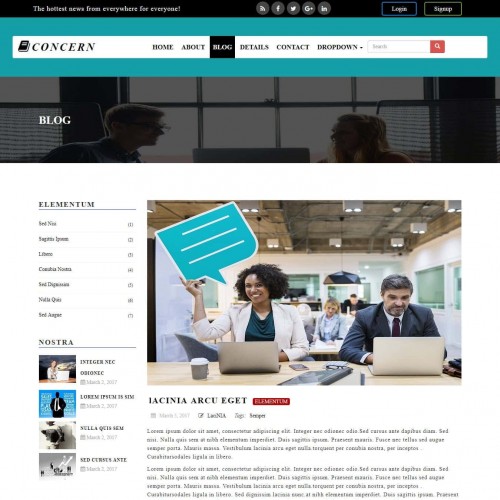 The hottest news from everywhere for everyone!
Login
Signup
CONCERN
HOME ABOUT BLOG DETAILS CONTACT DROPDOWN
Search
BLOG
ELEMENTUM
Sed Nisi (1)
Sagittis Ipsum (2)
Libero (3)
Conubia Nostra (4)
Sed Dignissim (5)
Nulla Quis (6)
Sed Augue (7)
NOSTRA
INTEGER NEC
ODIONEC
March 2, 2017
LOREM IPSUM IS SIM
March 2, 2017
NULLA QUIS SEM
March 2, 2017
SED CURSUS ANTE
March 2, 2017
IACINIA ARCU EGET ELEMENTUM
March 5, 2017 LaciNIA Tags: Semper
Lorem ipsum dolor sit amet, consectetur adipiscing elit. Integer nec odionec odio.Sed cursus ante dapibus diam. Sed
nisi. Nulla quis sem at nibh elementum imperdiet. Duis sagittis ipsum. Praesent mauris. Fusce nec tellus sed augue
semper porta. Mauris massa. Vestibulum lacinia arcu eget nulla.torquent per conubia nostra, per inceptos .
Curabitursodales ligula in libero.
Lorem ipsum dolor sit amet, consectetur adipiscing elit. Integer nec odionec odio.Sed cursus ante dapibus diam. Sed
nisi. Nulla quis sem at nibh elementum imperdiet. Duis sagittis ipsum. Praesent mauris. Fusce nec tellus sed augue
semper porta. Mauris massa. Vestibulum lacinia arcu eget nulla.torquent per conubia nostra, per inceptos .
Curabitursodales ligula in libero. Sed dignissim lacinia nunc.at nibh elementum imperdiet. Duis sagittis ipsum.